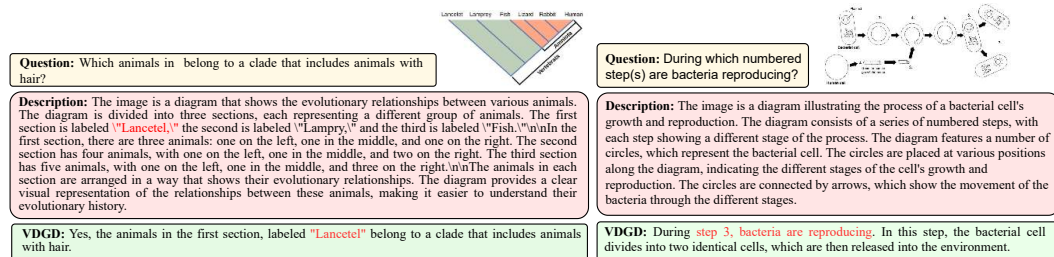 Lancelet Lamprey Fish Lizard Rabbit Human
Amniota
Vertebrata
Question: Which animals in belong to a clade that includes animals with
hair?
Description: The image is a diagram that shows the evolutionary relationships between various animals.
The diagram is divided into three sections, each representing a different group of animals. The first
section is labeled \"Lancetel,\" the second is labeled \"Lampry,\" and the third is labeled \"Fish.\"\n\nIn the
first section, there are three animals: one on the left, one in the middle, and one on the right. The second
section has four animals, with one on the left, one in the middle, and two on the right. The third section
has five animals, with one on the left, one in the middle, and three on the right.\n\nThe animals in each
section are arranged in a way that shows their evolutionary relationships. The diagram provides a clear
visual representation of the relationships between these animals, making it easier to understand their
evolutionary history.
VDGD: Yes, the animals in the first section, labeled "Lancetel" belong to a clade that includes animals
with hair.
Question: During which numbered
step(s) are bacteria reproducing?
Description: The image is a diagram illustrating the process of a bacterial cell's
growth and reproduction. The diagram consists of a series of numbered steps, with
each step showing a different stage of the process. The diagram features a number of
circles, which represent the bacterial cell. The circles are placed at various positions
along the diagram, indicating the different stages of the cell's growth and
reproduction. The circles are connected by arrows, which show the movement of the
bacteria through the different stages.
VDGD: During step 3, bacteria are reproducing. In this step, the bacterial cell
divides into two identical cells, which are then released into the environment.